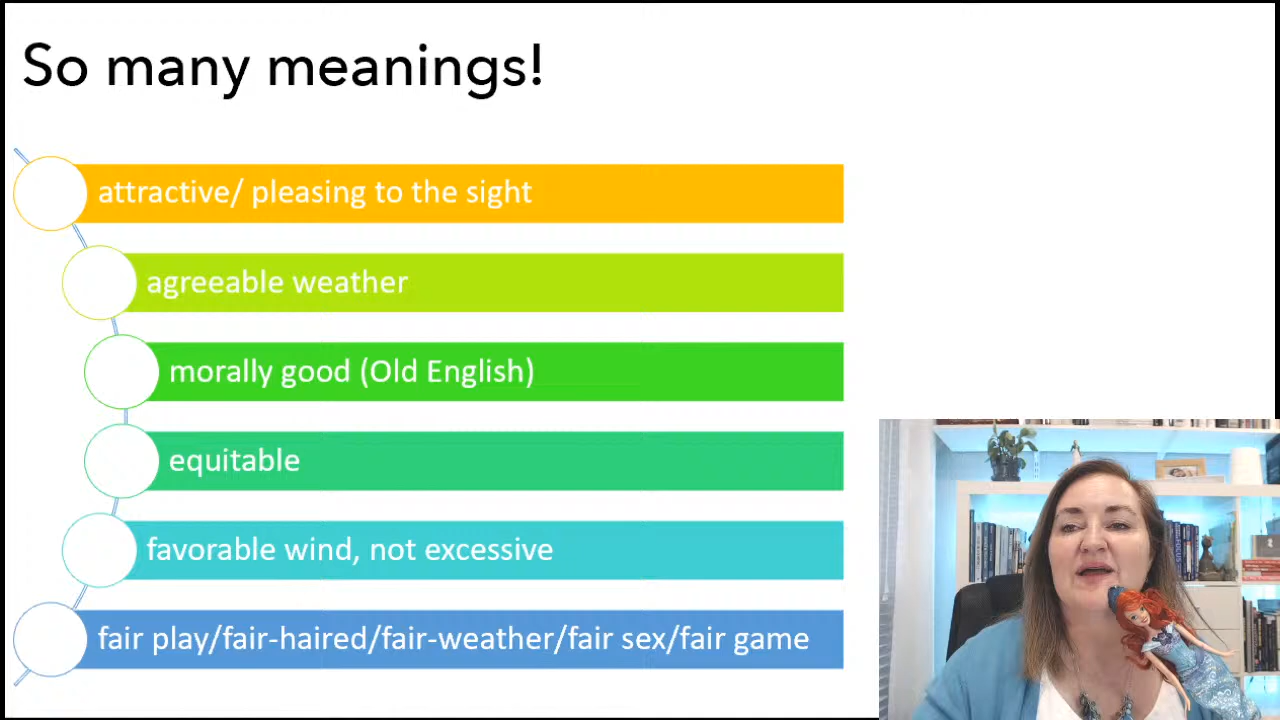 So many meanings!
attractive/ pleasing to the sight
agreeable weather
morally good (Old English)
equitable
favorable wind, not excessive
fair play/fair-haired/fair-weather/fair sex/fair game